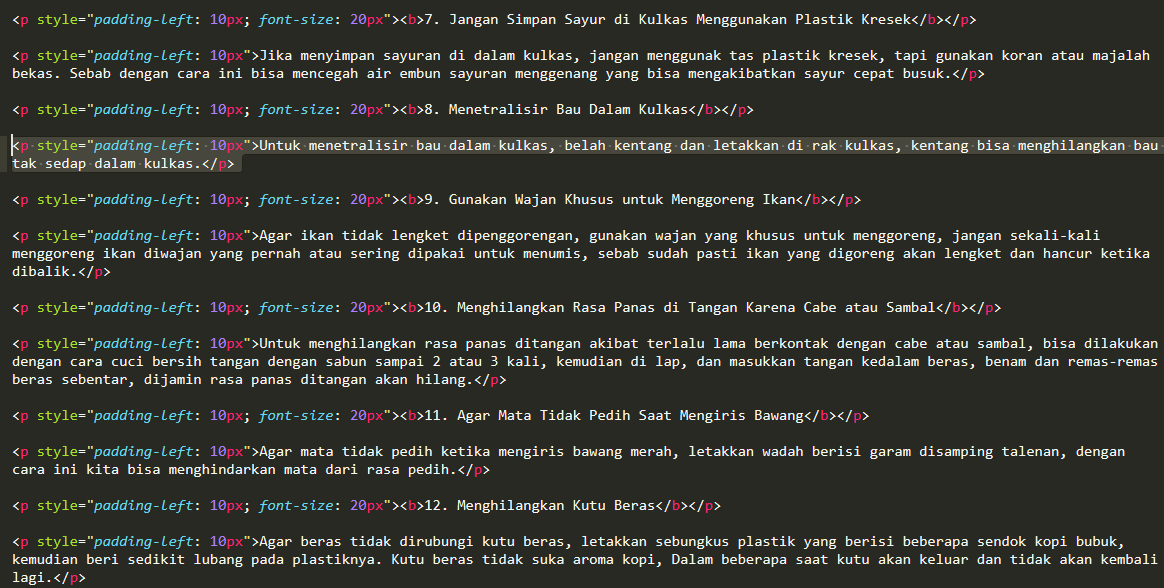 <p style="padding-left: 10px; font-size: 20px"><b>7. Jangan Simpan Sayur di Kulkas Menggunakan Plastik Kresek</b></p>
<p style="padding-left: 10px">Jika menyimpan sayuran di dalam kulkas, jangan menggunak tas plastik kresek, tapi gunakan koran atau majalah
bekas. Sebab dengan cara ini bisa mencegah air embun sayuran menggenang yang bisa mengakibatkan sayur cepat busuk.</p>
<p style="padding-left: 10px; font-size: 20px"><b>8. Menetralisir Bau Dalam Kulkas</b></p>
<p style="padding-left: 10px">Untuk menetralisir bau dalam kulkas, belah kentang dan letakkan di rak kulkas, kentang bisa menghilangkan bau
tak sedap dalam kulkas.</p>
<p style="padding-left: 10px; font-size: 20px"><b>9. Gunakan Wajan Khusus untuk Menggoreng Ikan</b></p>
<p style="padding-left: 10px">Agar ikan tidak lengket dipenggorengan, gunakan wajan yang khusus untuk menggoreng, jangan sekali-kali
menggoreng ikan diwajan yang pernah atau sering dipakai untuk menumis, sebab sudah pasti ikan yang digoreng akan lengket dan hancur ketika
dibalik.</p>
<p style="padding-left: 10px; font-size: 20px"><b>10. Menghilangkan Rasa Panas di Tangan Karena Cabe atau Sambal</b></p>
<p style="padding-left: 10px">Untuk menghilangkan rasa panas ditangan akibat terlalu lama berkontak dengan cabe atau sambal, bisa dilakukan
dengan cara cuci bersih tangan dengan sabun sampai 2 atau 3 kali, kemudian di lap, dan masukkan tangan kedalam beras, benam dan remas-remas
beras sebentar, dijamin rasa panas ditangan akan hilang.</p>
<p style="padding-left: 10px; font-size: 20px"><b>11. Agar Mata Tidak Pedih Saat Mengiris Bawang</b></p>
<p style="padding-left: 10px">Agar mata tidak pedih ketika mengiris bawang merah, letakkan wadah berisi garam disamping talenan, dengan
cara ini kita bisa menghindarkan mata dari rasa pedih.</p>
<p style="padding-left: 10px; font-size: 20px"><b>12. Menghilangkan Kutu Beras</b></p>
<p style="padding-left: 10px">Agar beras tidak dirubungi kutu beras, letakkan sebungkus plastik yang berisi beberapa sendok kopi bubuk,
kemudian beri sedikit lubang pada plastiknya. Kutu beras tidak suka aroma kopi, Dalam beberapa saat kutu akan keluar dan tidak akan kembali
lagi.</p>